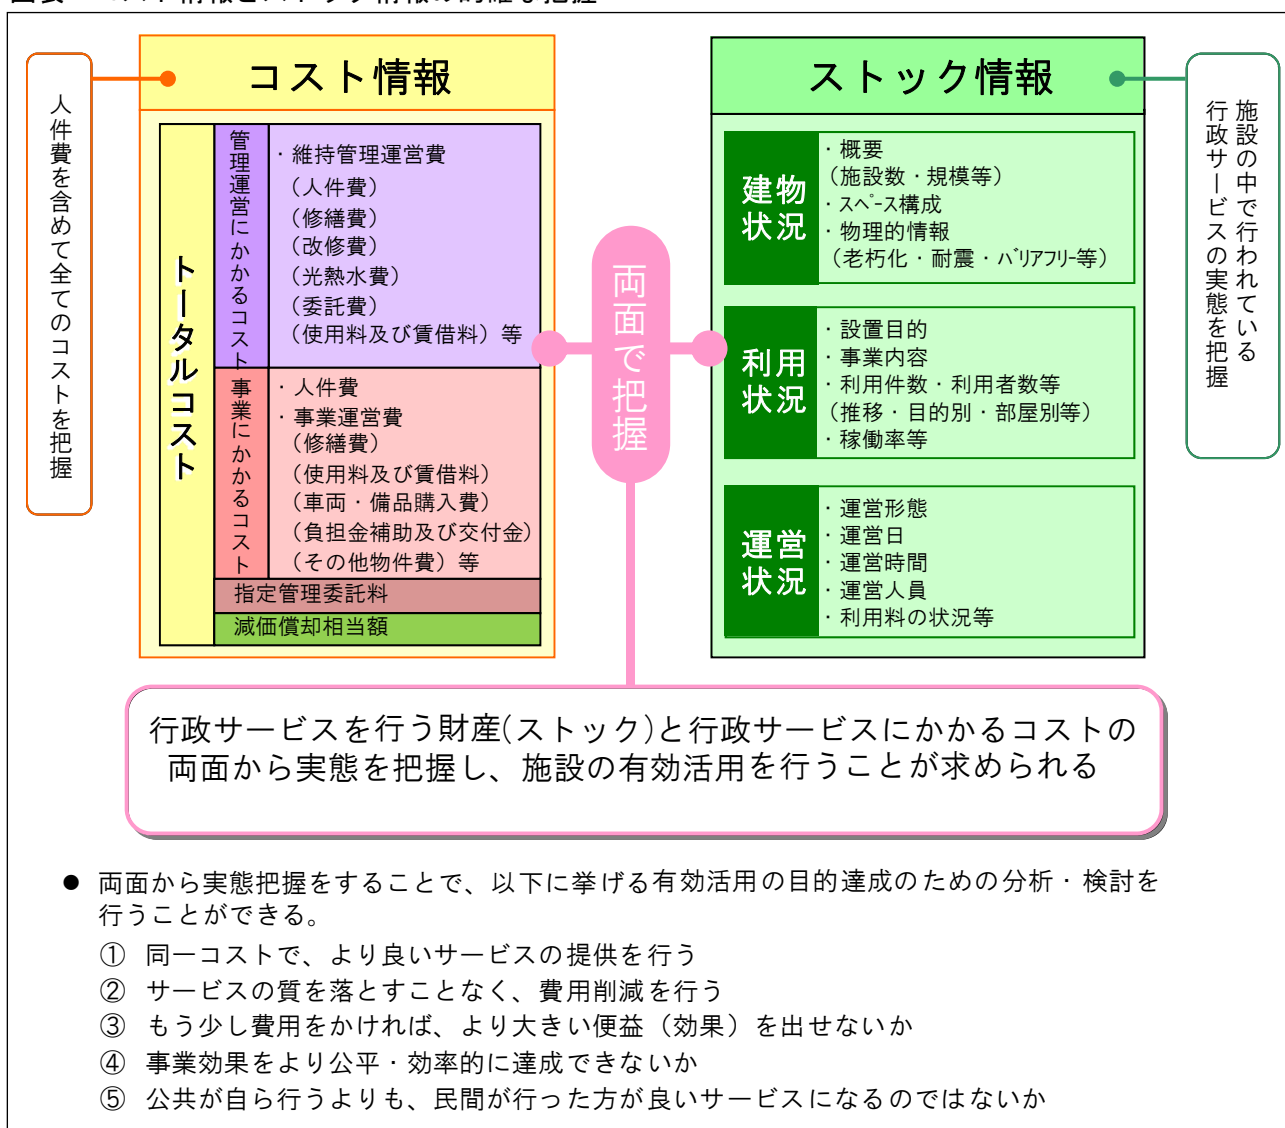 コスト情報
人件費を含めて全てのコストを把握
トータルコスト
管理運営にかかるコスト
・維持管理運営費
（人件費）
（修繕費）
（改修費）
（光熱水費）
（委託費）
（使用料及び賃借料）等
事業にかかるコスト
・人件費
・事業運営費
（修繕費）
（使用料及び賃借料）
（車両・備品購入費）
（負担金補助及び交付金）
（その他物件費）等
指定管理委託料
減価償却相当額
両面で把握
ストック情報
施設の中で行われている
行政サービスの実態を把握
建物
状況
・概要
（施設数・規模等）
・スペース構成
・物理的情報
（老朽化・耐震・バリアフリー等）
利用
状況
・設置目的
・事業内容
・利用件数・利用者数等
（推移・目的別・部屋別等）
・稼働率等
運営
状況
・運営形態
・運営日
・運営時間
・運営人員
・利用料の状況等
行政サービスを行う財産(ストック)と行政サービスにかかるコストの
両面から実態を把握し、施設の有効活用を行うことが求められる
● 両面から実態把握をすることで、以下に挙げる有効活用の目的達成のための分析・検討を
行うことができる。
① 同一コストで、より良いサービスの提供を行う
② サービスの質を落とすことなく、費用削減を行う
③ もう少し費用をかければ、より大きい便益（効果）を出せないか
④ 事業効果をより公平・効率的に達成できないか
⑤ 公共が自ら行うよりも、民間が行った方が良いサービスになるのではないか